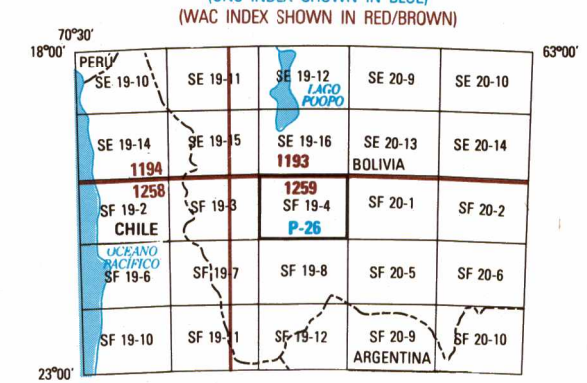 (WAC INDEX SHOWN IN RED/BROWN)
70°30'
18°00'
63°00'
PERÚ
SE 19-10
SE 19-11
SE 19-12
SE 20-9
SE 20-10
LAGO
POOPO
SE 19-14
SE 19-15
SE 19-16
SE 20-13
SE 20-14
1194
1193
BOLIVIA
1258
1259
SF 19-2
SF 19-3
SF 19-4
SF 20-1
SF 20-2
CHILE
P-26
OCEANO
PACÍFICO
SF 19-6
SF 19-7
SF 19-8
SF 20-5
SF 20-6
SF 19-10
SF 19-11
SF 19-12
SF 20-9
SF 20-10
ARGENTINA
23°00'